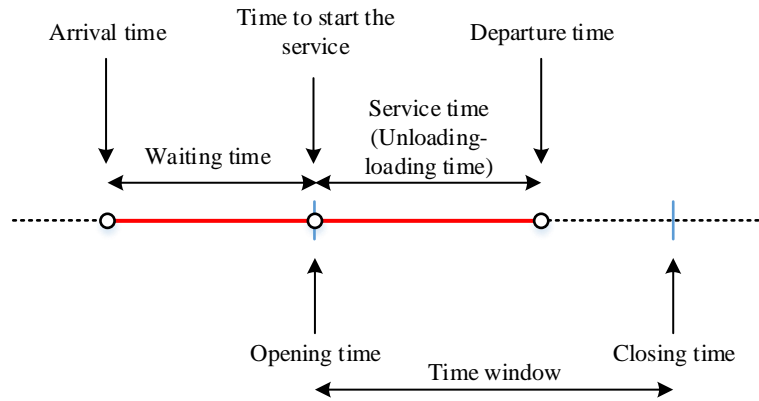 Arrival time
Time to start the
service
Departure time
Waiting time
Service time
(Unloading-
loading time)
Opening time
Closing time
Time window